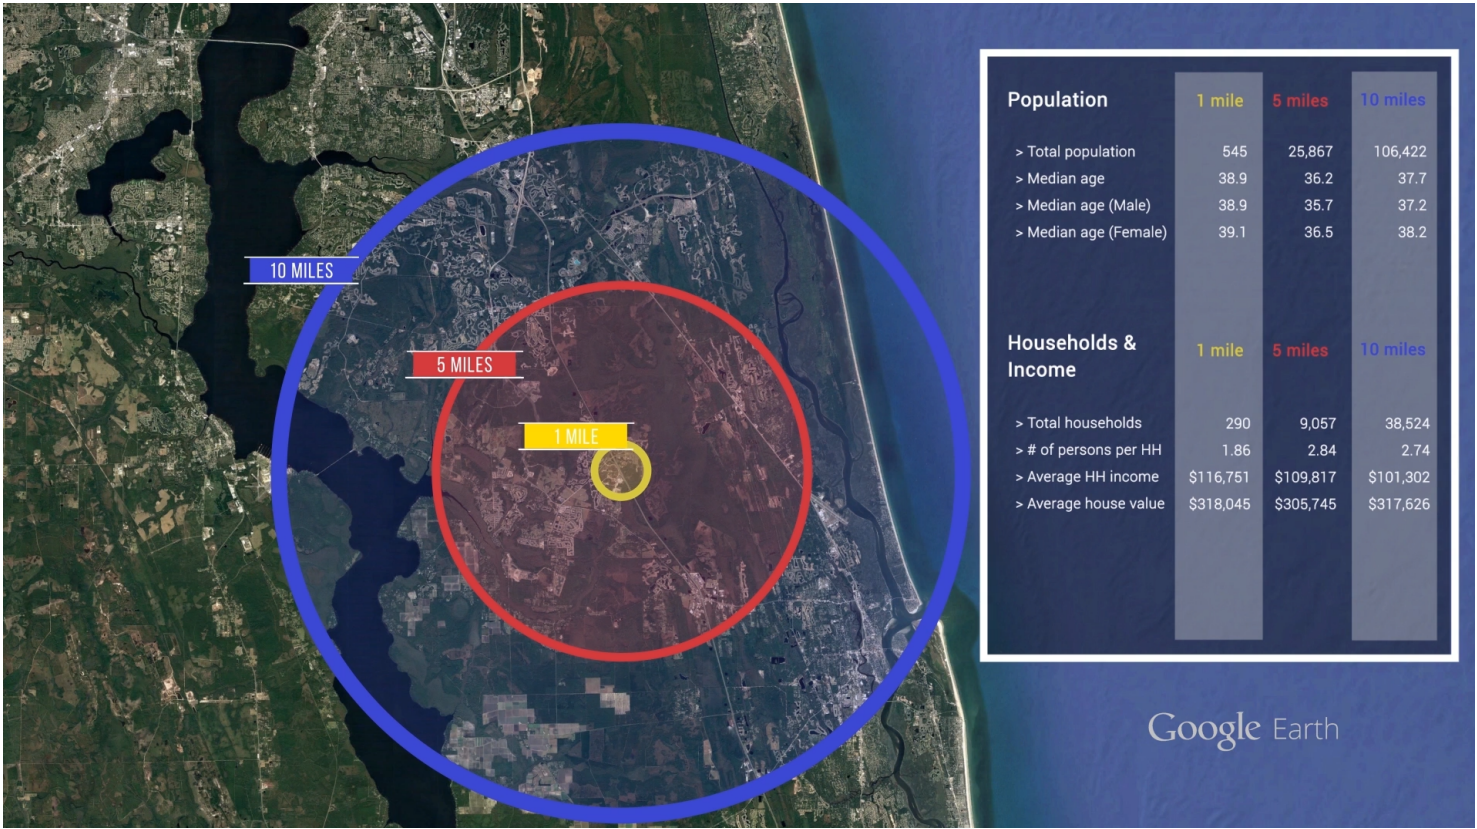 Population 1 mile 5 miles 10 miles
> Total population 545 25,867 106,422
> Median age 38.9 36.2 37.7
> Median age (Male) 38.9 35.7 37.2
> Median age (Female) 39.1 36.5 38.2
Households &
Income 1 mile 5 miles 10 miles
> Total households 290 9,057 38,524
> # of persons per HH 1.86 2.84 2.74
> Average HH income $116,751 $109,817 $101,302
> Average house value $318,045 $305,745 $317,626
10 MILES
5 MILES
1 MILE
Google Earth